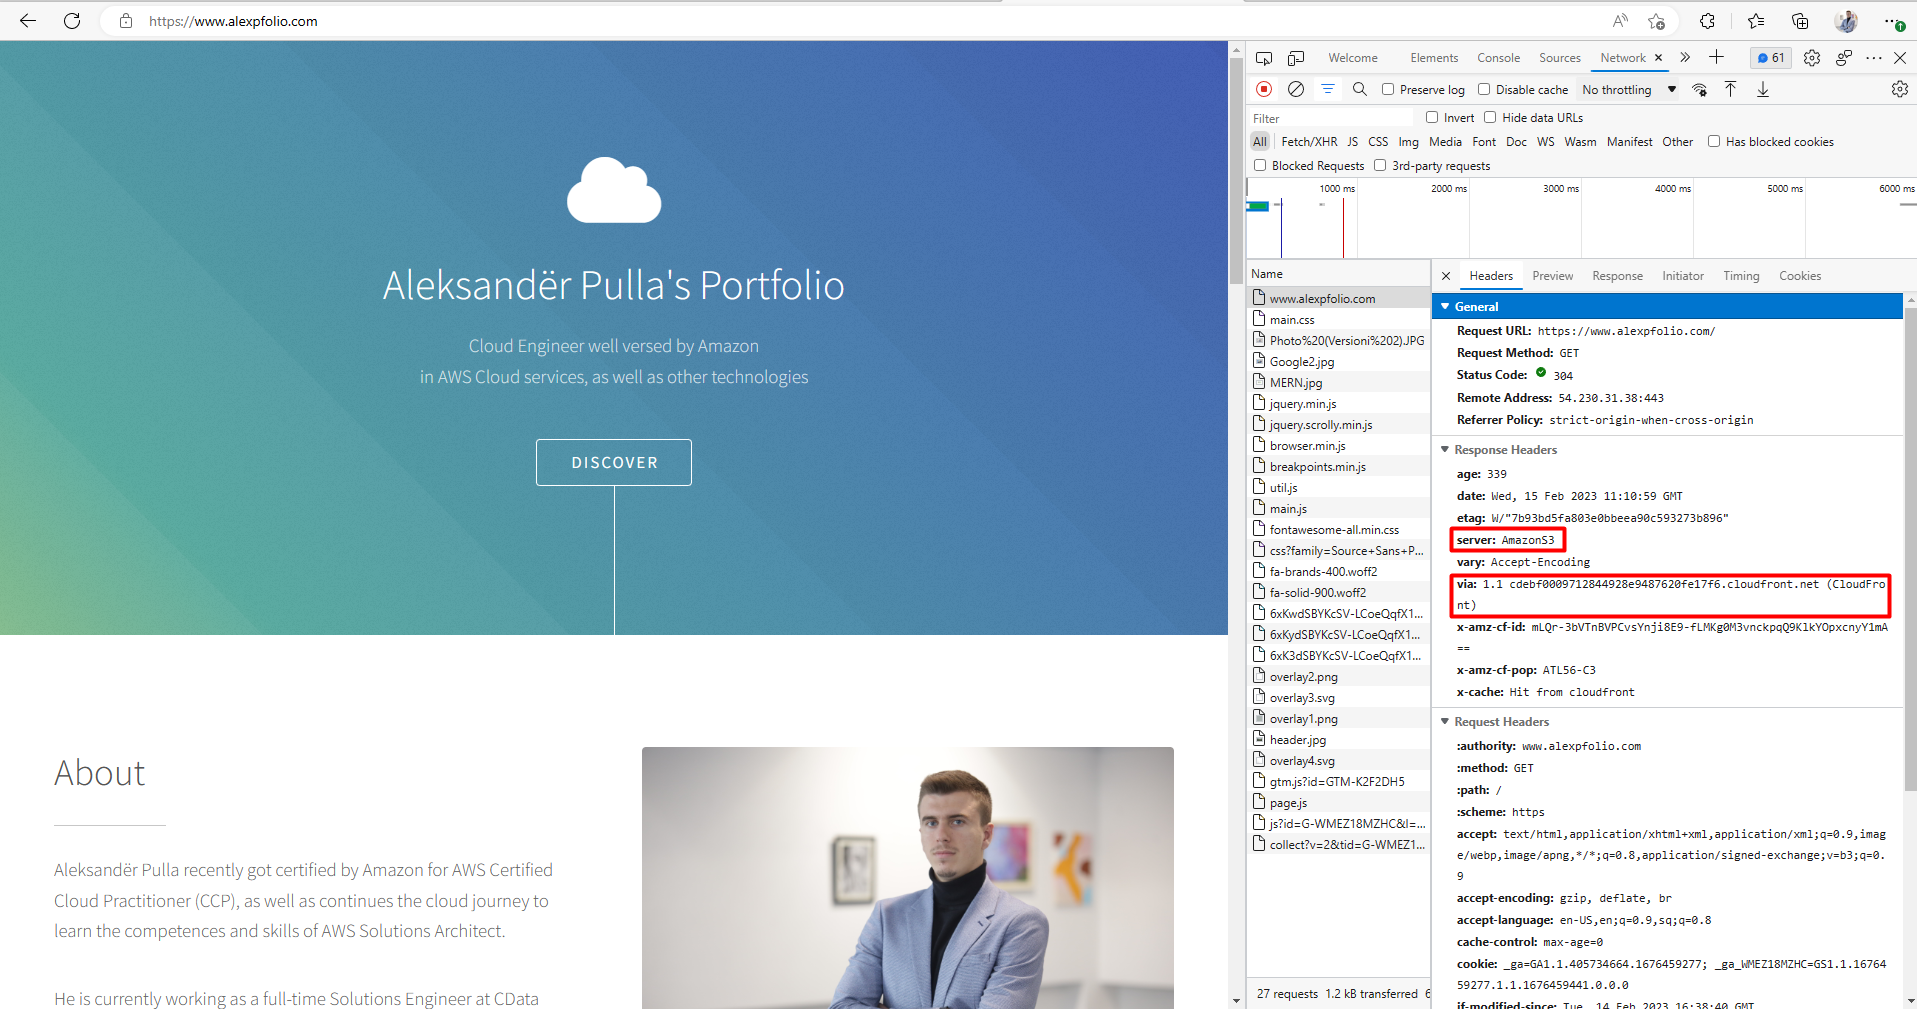 https://www.alexpfolio.com
Aleksandër Pulla's Portfolio
Cloud Engineer well versed by Amazon
in AWS Cloud services, as well as other technologies
DISCOVER
About
Aleksandër Pulla recently got certified by Amazon for AWS Certified
Cloud Practitioner (CCP), as well as continues the cloud journey to
learn the competences and skills of AWS Solutions Architect.
He is currently working as a full-time Solutions Engineer at CData
Welcome Elements Console Sources Network 61
Preserve log Disable cache No throttling
Filter Invert Hide data URLs
All Fetch/XHR JS CSS Img Media Font Doc WS Wasm Manifest Other Has blocked cookies
Blocked Requests 3rd-party requests
1000 ms 2000 ms 3000 ms 4000 ms 5000 ms 6000 ms
Name
www.alexpfolio.com
main.css
Photo%20(Versioni%202).JPG
Google2.jpg
MERN.jpg
jquery.min.js
jquery.scrolly.min.js
browser.min.js
breakpoints.min.js
util.js
main.js
fontawesome-all.min.css
css?family=Source+Sans+P...
fa-brands-400.woff2
fa-solid-900.woff2
6xKwdSBYKcSV-LCoeQqfX1...
6xKydSBYKcSV-LCoeQqfX1...
6xK3dSBYKcSV-LCoeQqfX1...
overlay2.png
overlay3.svg
overlay1.png
header.jpg
overlay4.svg
gtm.js?id=GTM-K2F2DH5
page.js
js?id=G-WMEZ18MZHC&l=...
collect?v=2&tid=G-WMEZ1...
27 requests 1.2 kB transferred 6
Headers Preview Response Initiator Timing Cookies
General
Request URL: https://www.alexpfolio.com/
Request Method: GET
Status Code: 304
Remote Address: 54.230.31.38:443
Referrer Policy: strict-origin-when-cross-origin
Response Headers
age: 339
date: Wed, 15 Feb 2023 11:10:59 GMT
etag: W/"7b93bd5fa803e0bbeea90c593273b896"
server: AmazonS3
vary: Accept-Encoding
via: 1.1 cdebf0009712844928e9487620fe17f6.cloudfront.net (CloudFro
nt)
x-amz-cf-id: mLQr-3bVTnBVPCvsYnji8E9-fLMKg0M3vnckpqQ9KlkYOpxcnyY1mA
==
x-amz-cf-pop: ATL56-C3
x-cache: Hit from cloudfront
Request Headers
:authority: www.alexpfolio.com
:method: GET
:path: /
:scheme: https
accept: text/html,application/xhtml+xml,application/xml;q=0.9,imag
e/webp,image/apng,*/*;q=0.8,application/signed-exchange;v=b3;q=0.
9
accept-encoding: gzip, deflate, br
accept-language: en-US,en;q=0.9,sq;q=0.8
cache-control: max-age=0
cookie: _ga=GA1.1.405734664.1676459277; _ga_WMEZ18MZHC=GS1.1.16764
59277.1.1.1676459441.0.0.0
if-modified-since: Tue, 14 Feb 2023 16:38:40 GMT